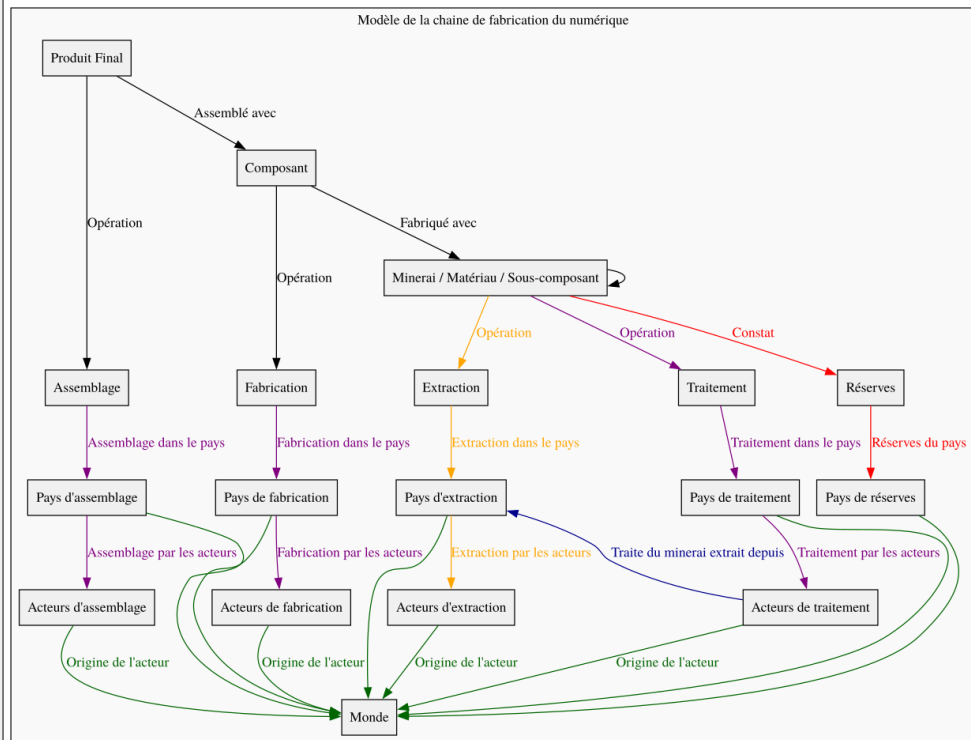 Modèle de la chaine de fabrication du numérique
Produit Final
Assemblé avec
Composant
Opération
Fabriqué avec
Opération
Minerai / Matériau / Sous-composant
Opération
Opération
Constat
Assemblage
Fabrication
Extraction
Traitement
Réserves
Assemblage dans le pays
Fabrication dans le pays
Extraction dans le pays
Traitement dans le pays
Réserves du pays
Pays d'assemblage
Pays de fabrication
Pays d'extraction
Pays de traitement
Pays de réserves
Assemblage par les acteurs
Fabrication par les acteurs
Extraction par les acteurs
Traite du minerai extrait depuis
Traitement par les acteurs
Acteurs d'assemblage
Acteurs de fabrication
Acteurs d'extraction
Acteurs de traitement
Origine de l'acteur
Origine de l'acteur
Origine de l'acteur
Origine de l'acteur
Monde